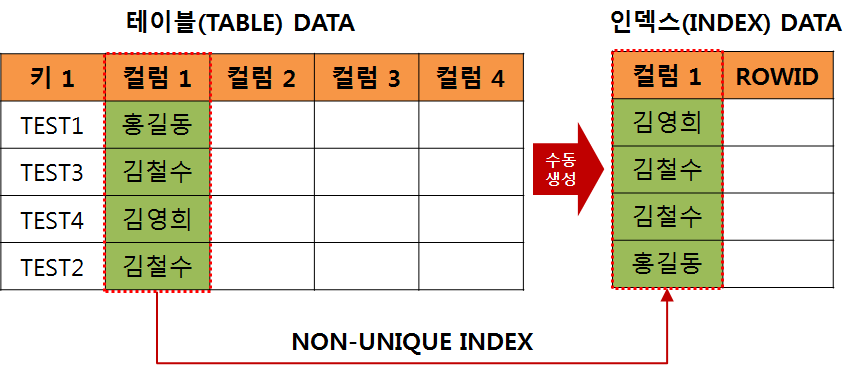 테이블(TABLE) DATA
인덱스(INDEX) DATA
키 1 컬럼 1 컬럼 2 컬럼 3 컬럼 4
컬럼 1 ROWID
TEST1 홍길동
TEST3 김철수
TEST4 김영희
TEST2 김철수
수동
생성
김영희
김철수
김철수
홍길동
NON-UNIQUE INDEX